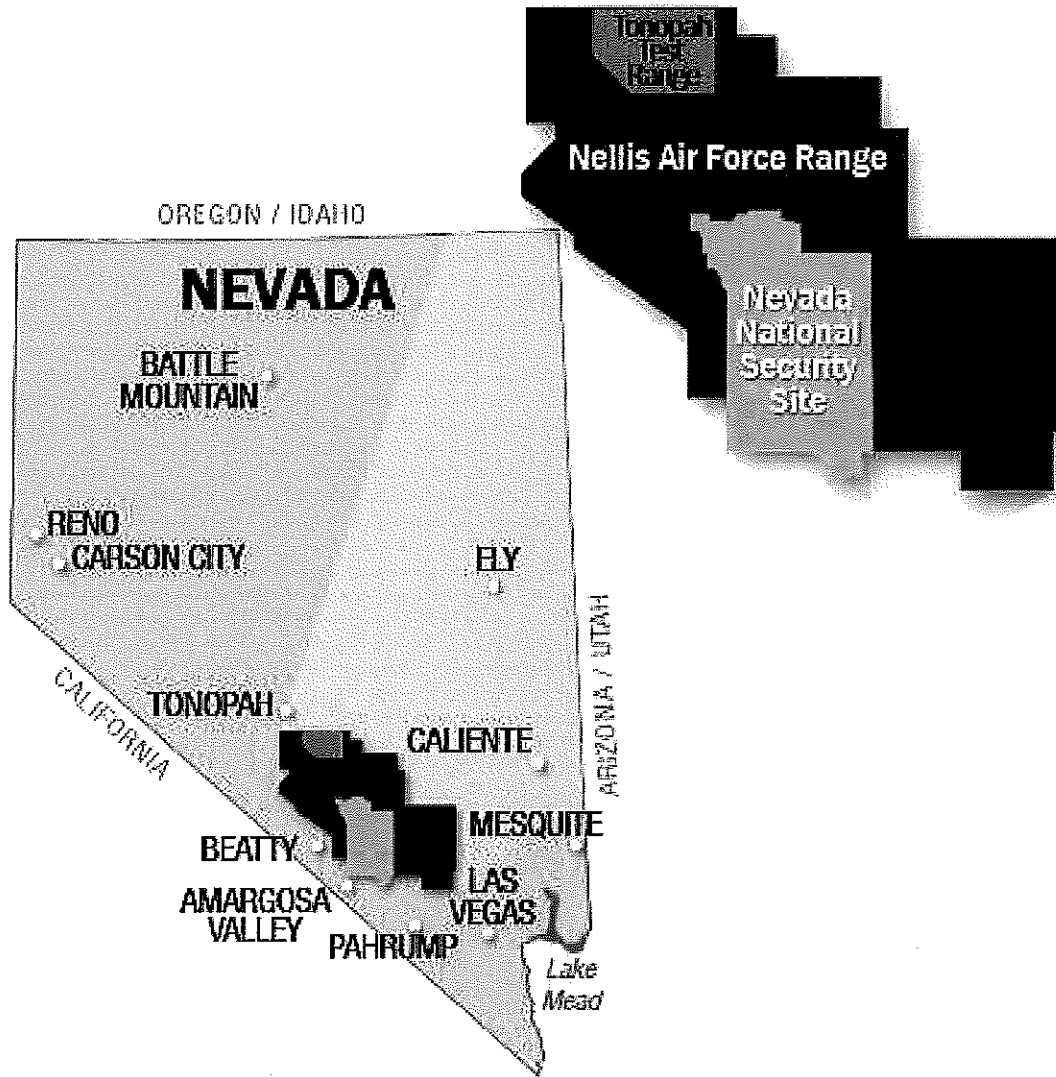 Tonopah
Test
Range
Nellis Air Force Range
Nevada
National
Security
Site
OREGON / IDAHO
NEVADA
BATTLE
MOUNTAIN
RENO
CARSON CITY
ELY
CALIFORNIA
ARIZONA / UTAH
TONOPAH
CALIENTE
BEATTY
MESQUITE
AMARGOSA
VALLEY
LAS
VEGAS
PAHRUMP
Lake
Mead